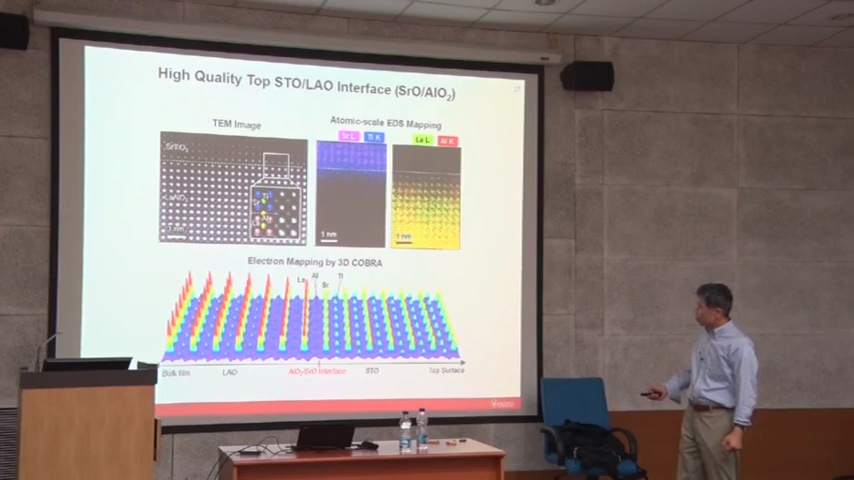 High Quality Top STO/LAO Interface (SrO/AlO₂)
TEM Image
Atomic-scale EDS Mapping
Sr L Ti K
La L Al K
SrTiO₃
LaAlO₃
1 nm
1 nm
1 nm
Electron Mapping by 3D COBRA
La Al Sr Ti
Bulk film LAO AlO₂/SrO Interface STO Top Surface